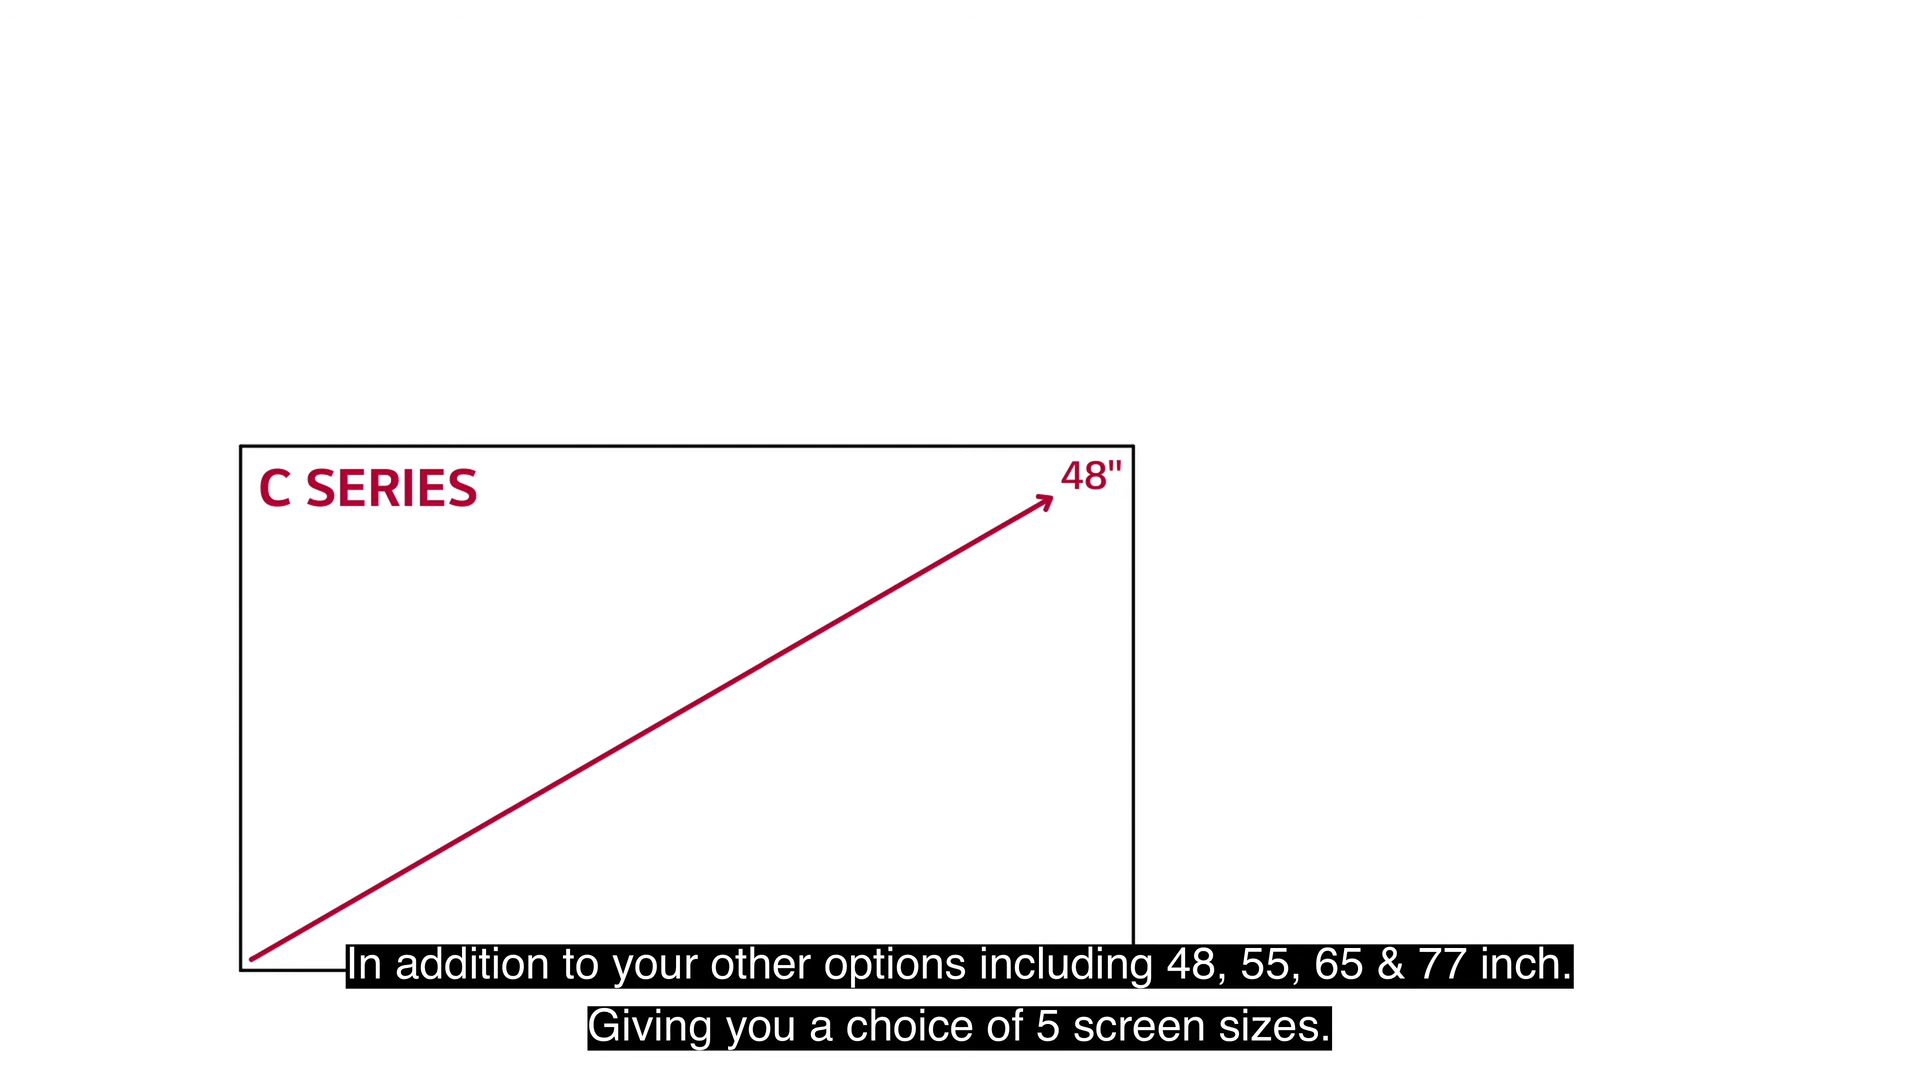 C SERIES
48"
In addition to your other options including 48, 55, 65 & 77 inch.
Giving you a choice of 5 screen sizes.